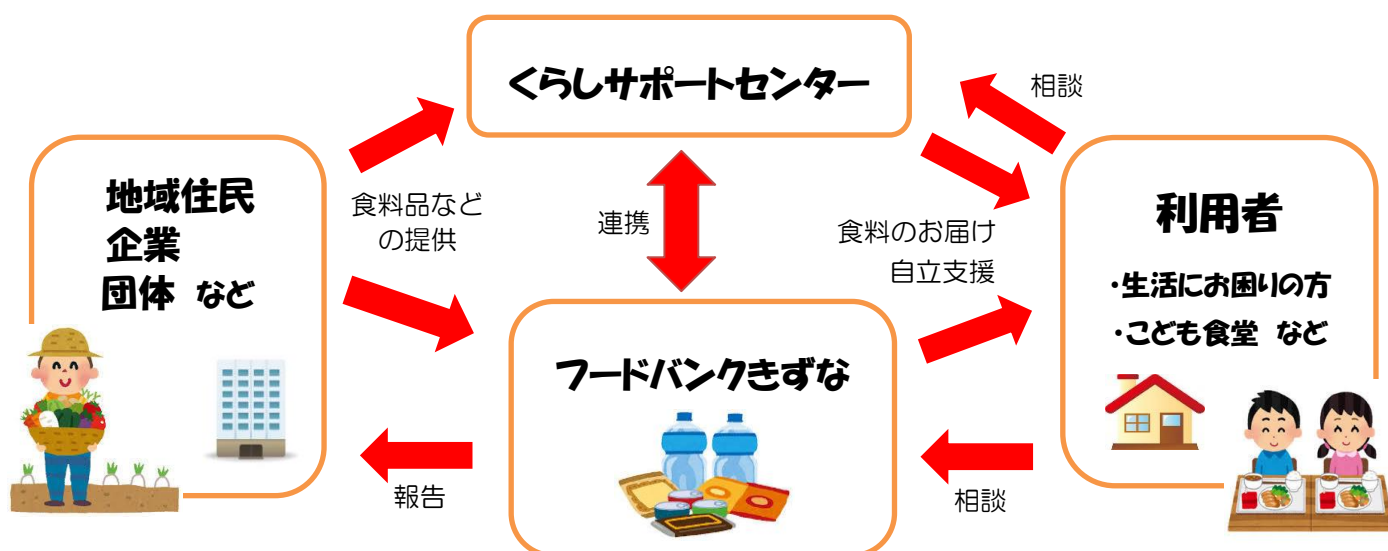 くらしサポートセンター
相談
地域住民
企業
団体 など
食料品など
の提供
連携
食料のお届け
自立支援
利用者
・生活にお困りの方
・こども食堂 など
フードバンクきずな
報告
相談